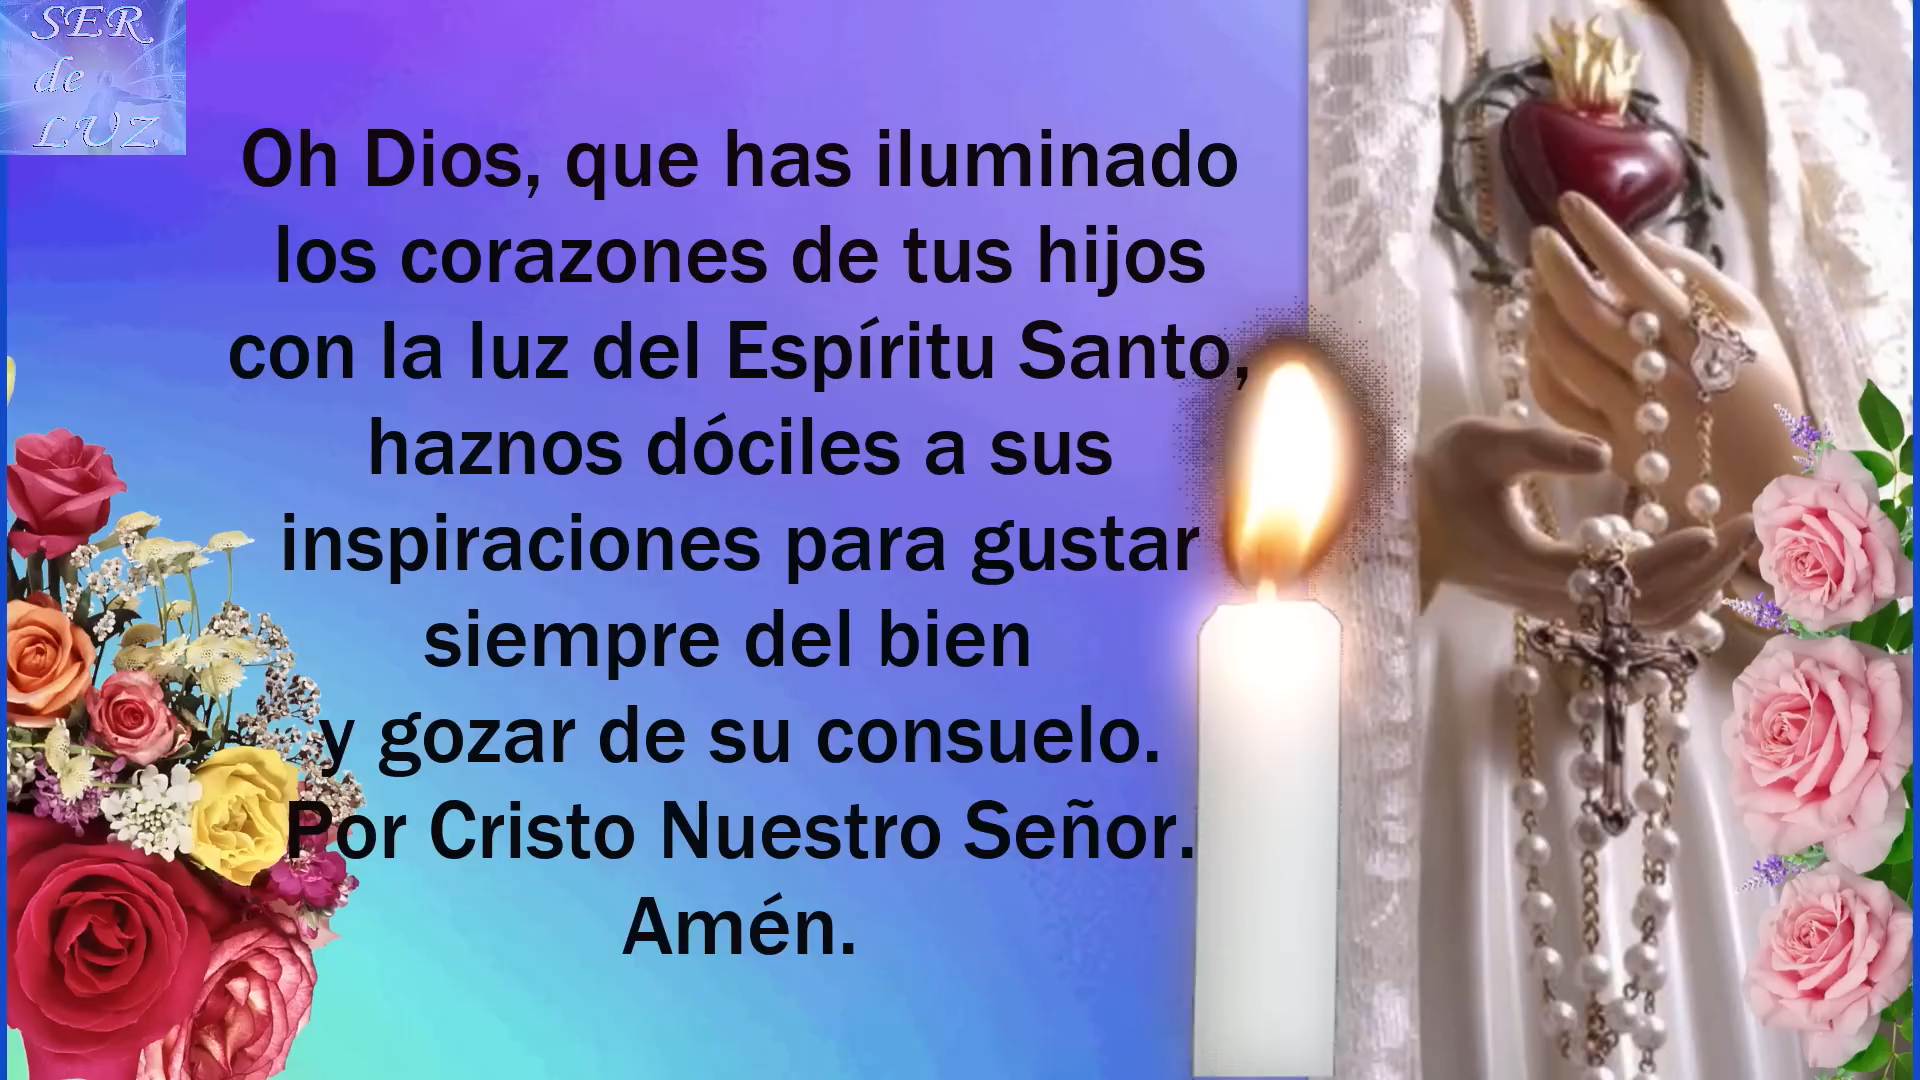 SER
de
LUZ
Oh Dios, que has iluminado
los corazones de tus hijos
con la luz del Espíritu Santo,
haznos dóciles a sus
inspiraciones para gustar
siempre del bien
y gozar de su consuelo.
Por Cristo Nuestro Señor.
Amén.